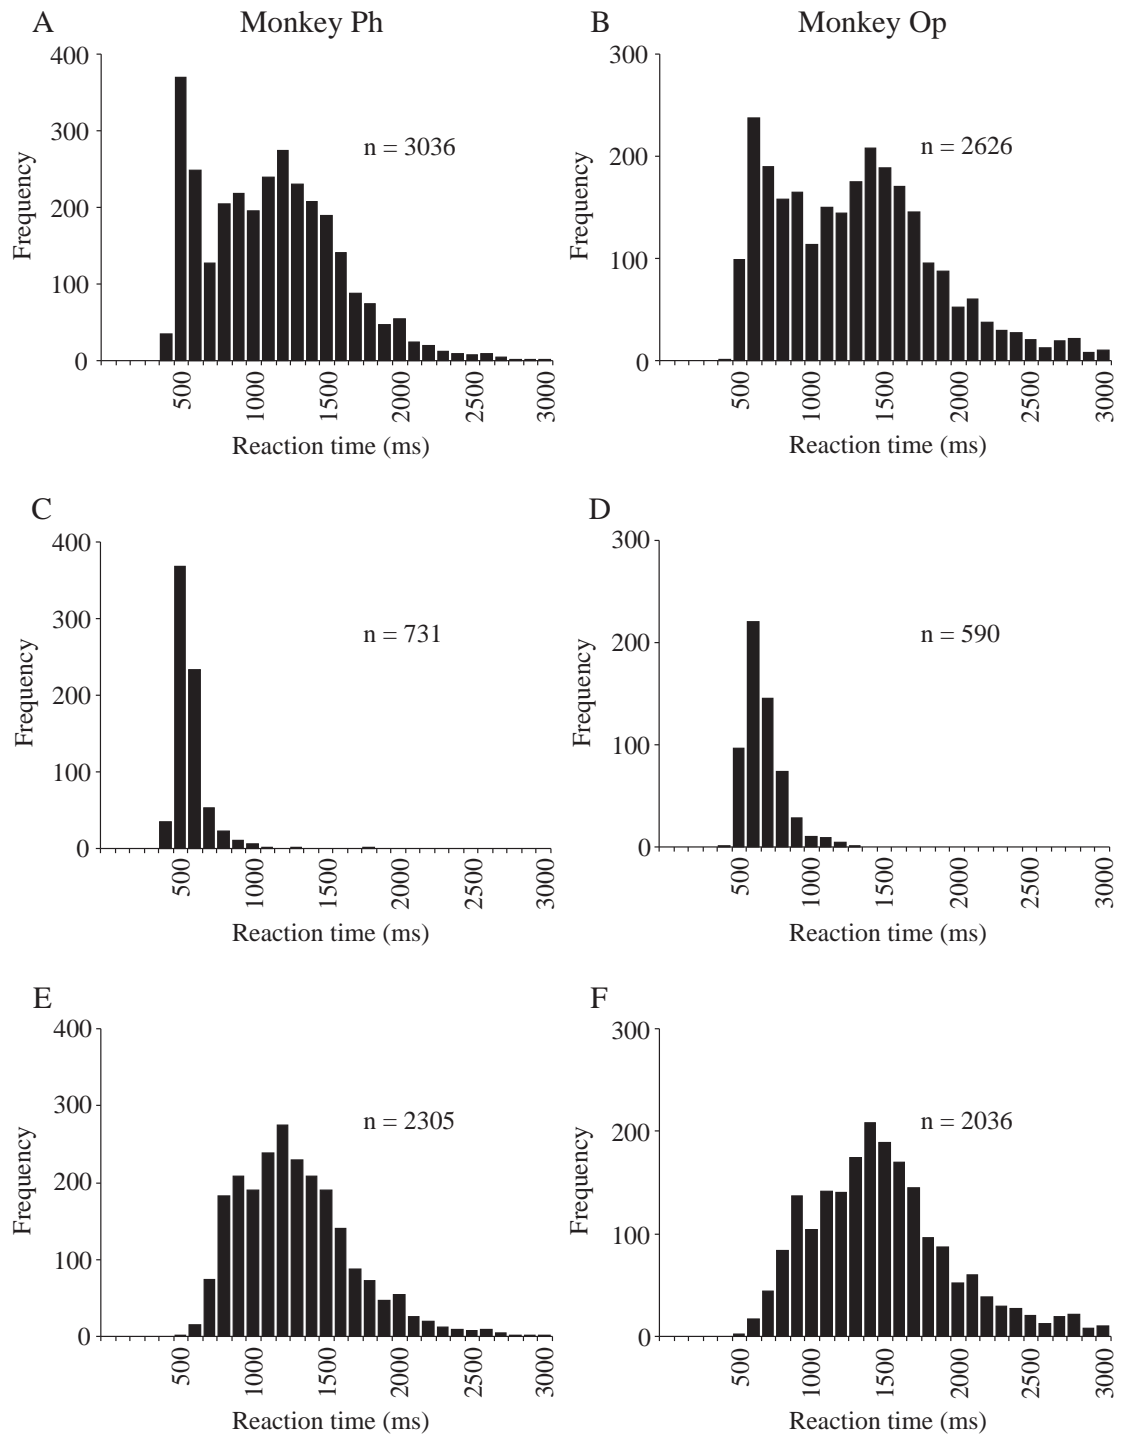 A Monkey Ph
400
300
200
100
0
Frequency
n = 3036
500 1000 1500 2000 2500 3000
Reaction time (ms)
B Monkey Op
300
200
100
0
Frequency
n = 2626
500 1000 1500 2000 2500 3000
Reaction time (ms)
C
400
300
200
100
0
Frequency
n = 731
500 1000 1500 2000 2500 3000
Reaction time (ms)
D
300
200
100
0
Frequency
n = 590
500 1000 1500 2000 2500 3000
Reaction time (ms)
E
400
300
200
100
0
Frequency
n = 2305
500 1000 1500 2000 2500 3000
Reaction time (ms)
F
300
200
100
0
Frequency
n = 2036
500 1000 1500 2000 2500 3000
Reaction time (ms)